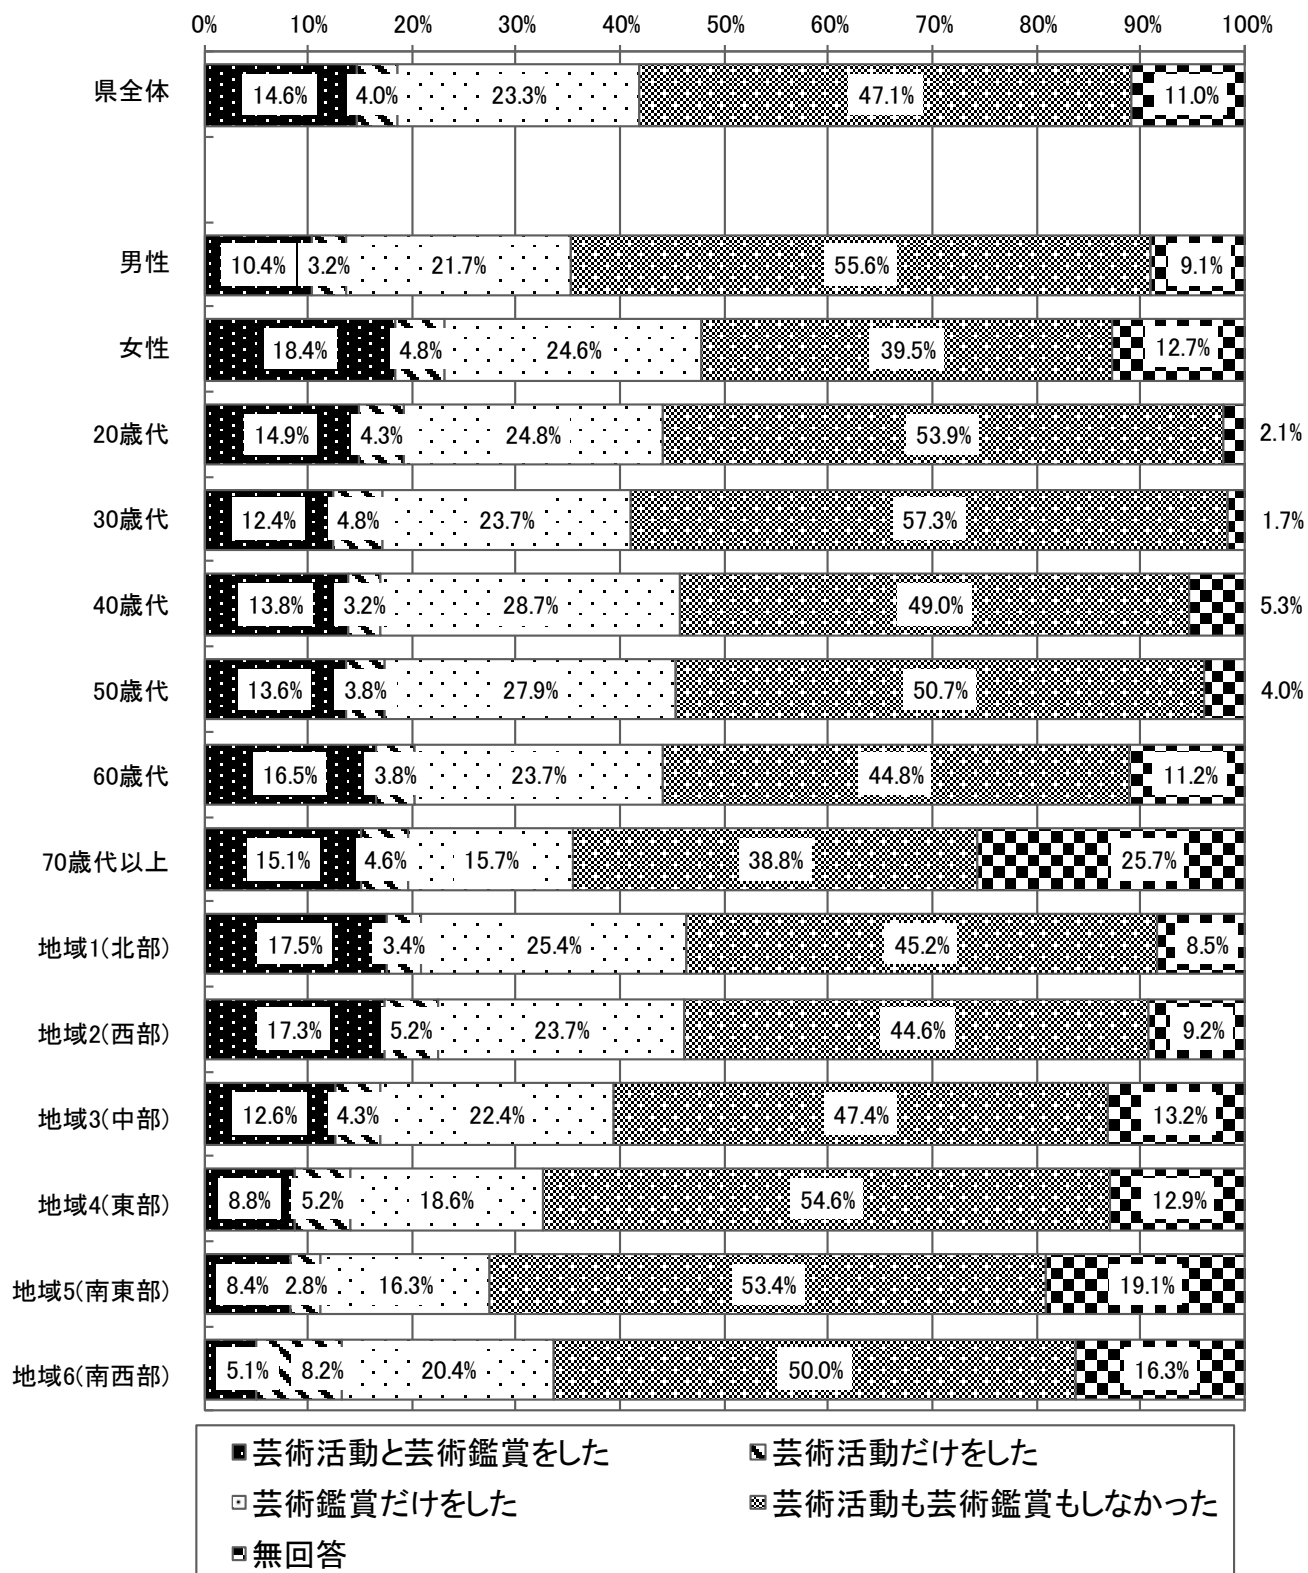 0% 10% 20% 30% 40% 50% 60% 70% 80% 90% 100%
県全体 14.6% 4.0% 23.3% 47.1% 11.0%
男性 10.4% 3.2% 21.7% 55.6% 9.1%
女性 18.4% 4.8% 24.6% 39.5% 12.7%
20歳代 14.9% 4.3% 24.8% 53.9% 2.1%
30歳代 12.4% 4.8% 23.7% 57.3% 1.7%
40歳代 13.8% 3.2% 28.7% 49.0% 5.3%
50歳代 13.6% 3.8% 27.9% 50.7% 4.0%
60歳代 16.5% 3.8% 23.7% 44.8% 11.2%
70歳代以上 15.1% 4.6% 15.7% 38.8% 25.7%
地域1(北部) 17.5% 3.4% 25.4% 45.2% 8.5%
地域2(西部) 17.3% 5.2% 23.7% 44.6% 9.2%
地域3(中部) 12.6% 4.3% 22.4% 47.4% 13.2%
地域4(東部) 8.8% 5.2% 18.6% 54.6% 12.9%
地域5(南東部) 8.4% 2.8% 16.3% 53.4% 19.1%
地域6(南西部) 5.1% 8.2% 20.4% 50.0% 16.3%
芸術活動と芸術鑑賞をした 芸術活動だけをした
芸術鑑賞だけをした 芸術活動も芸術鑑賞もしなかった
無回答